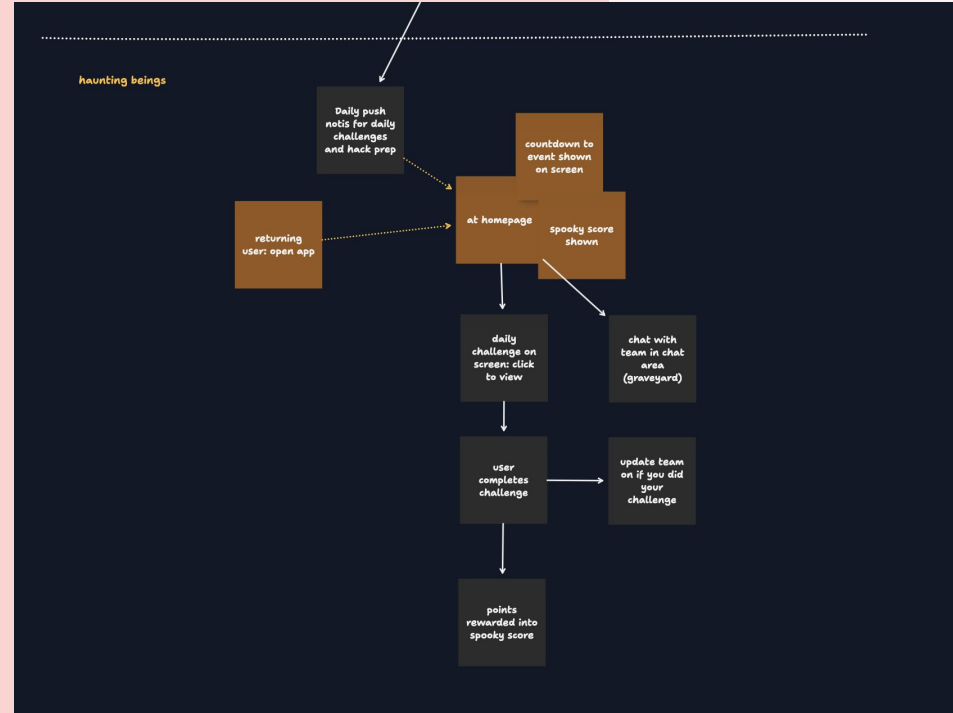 haunting beings
Daily push
notis for daily
challenges
and hack prep
countdown to
event shown
on screen
at homepage
spooky score
shown
returning
user: open app
daily
challenge on
screen: click
to view
chat with
team in chat
area
(graveyard)
user
completes
challenge
update team
on if you did
your
challenge
points
rewarded into
spooky score